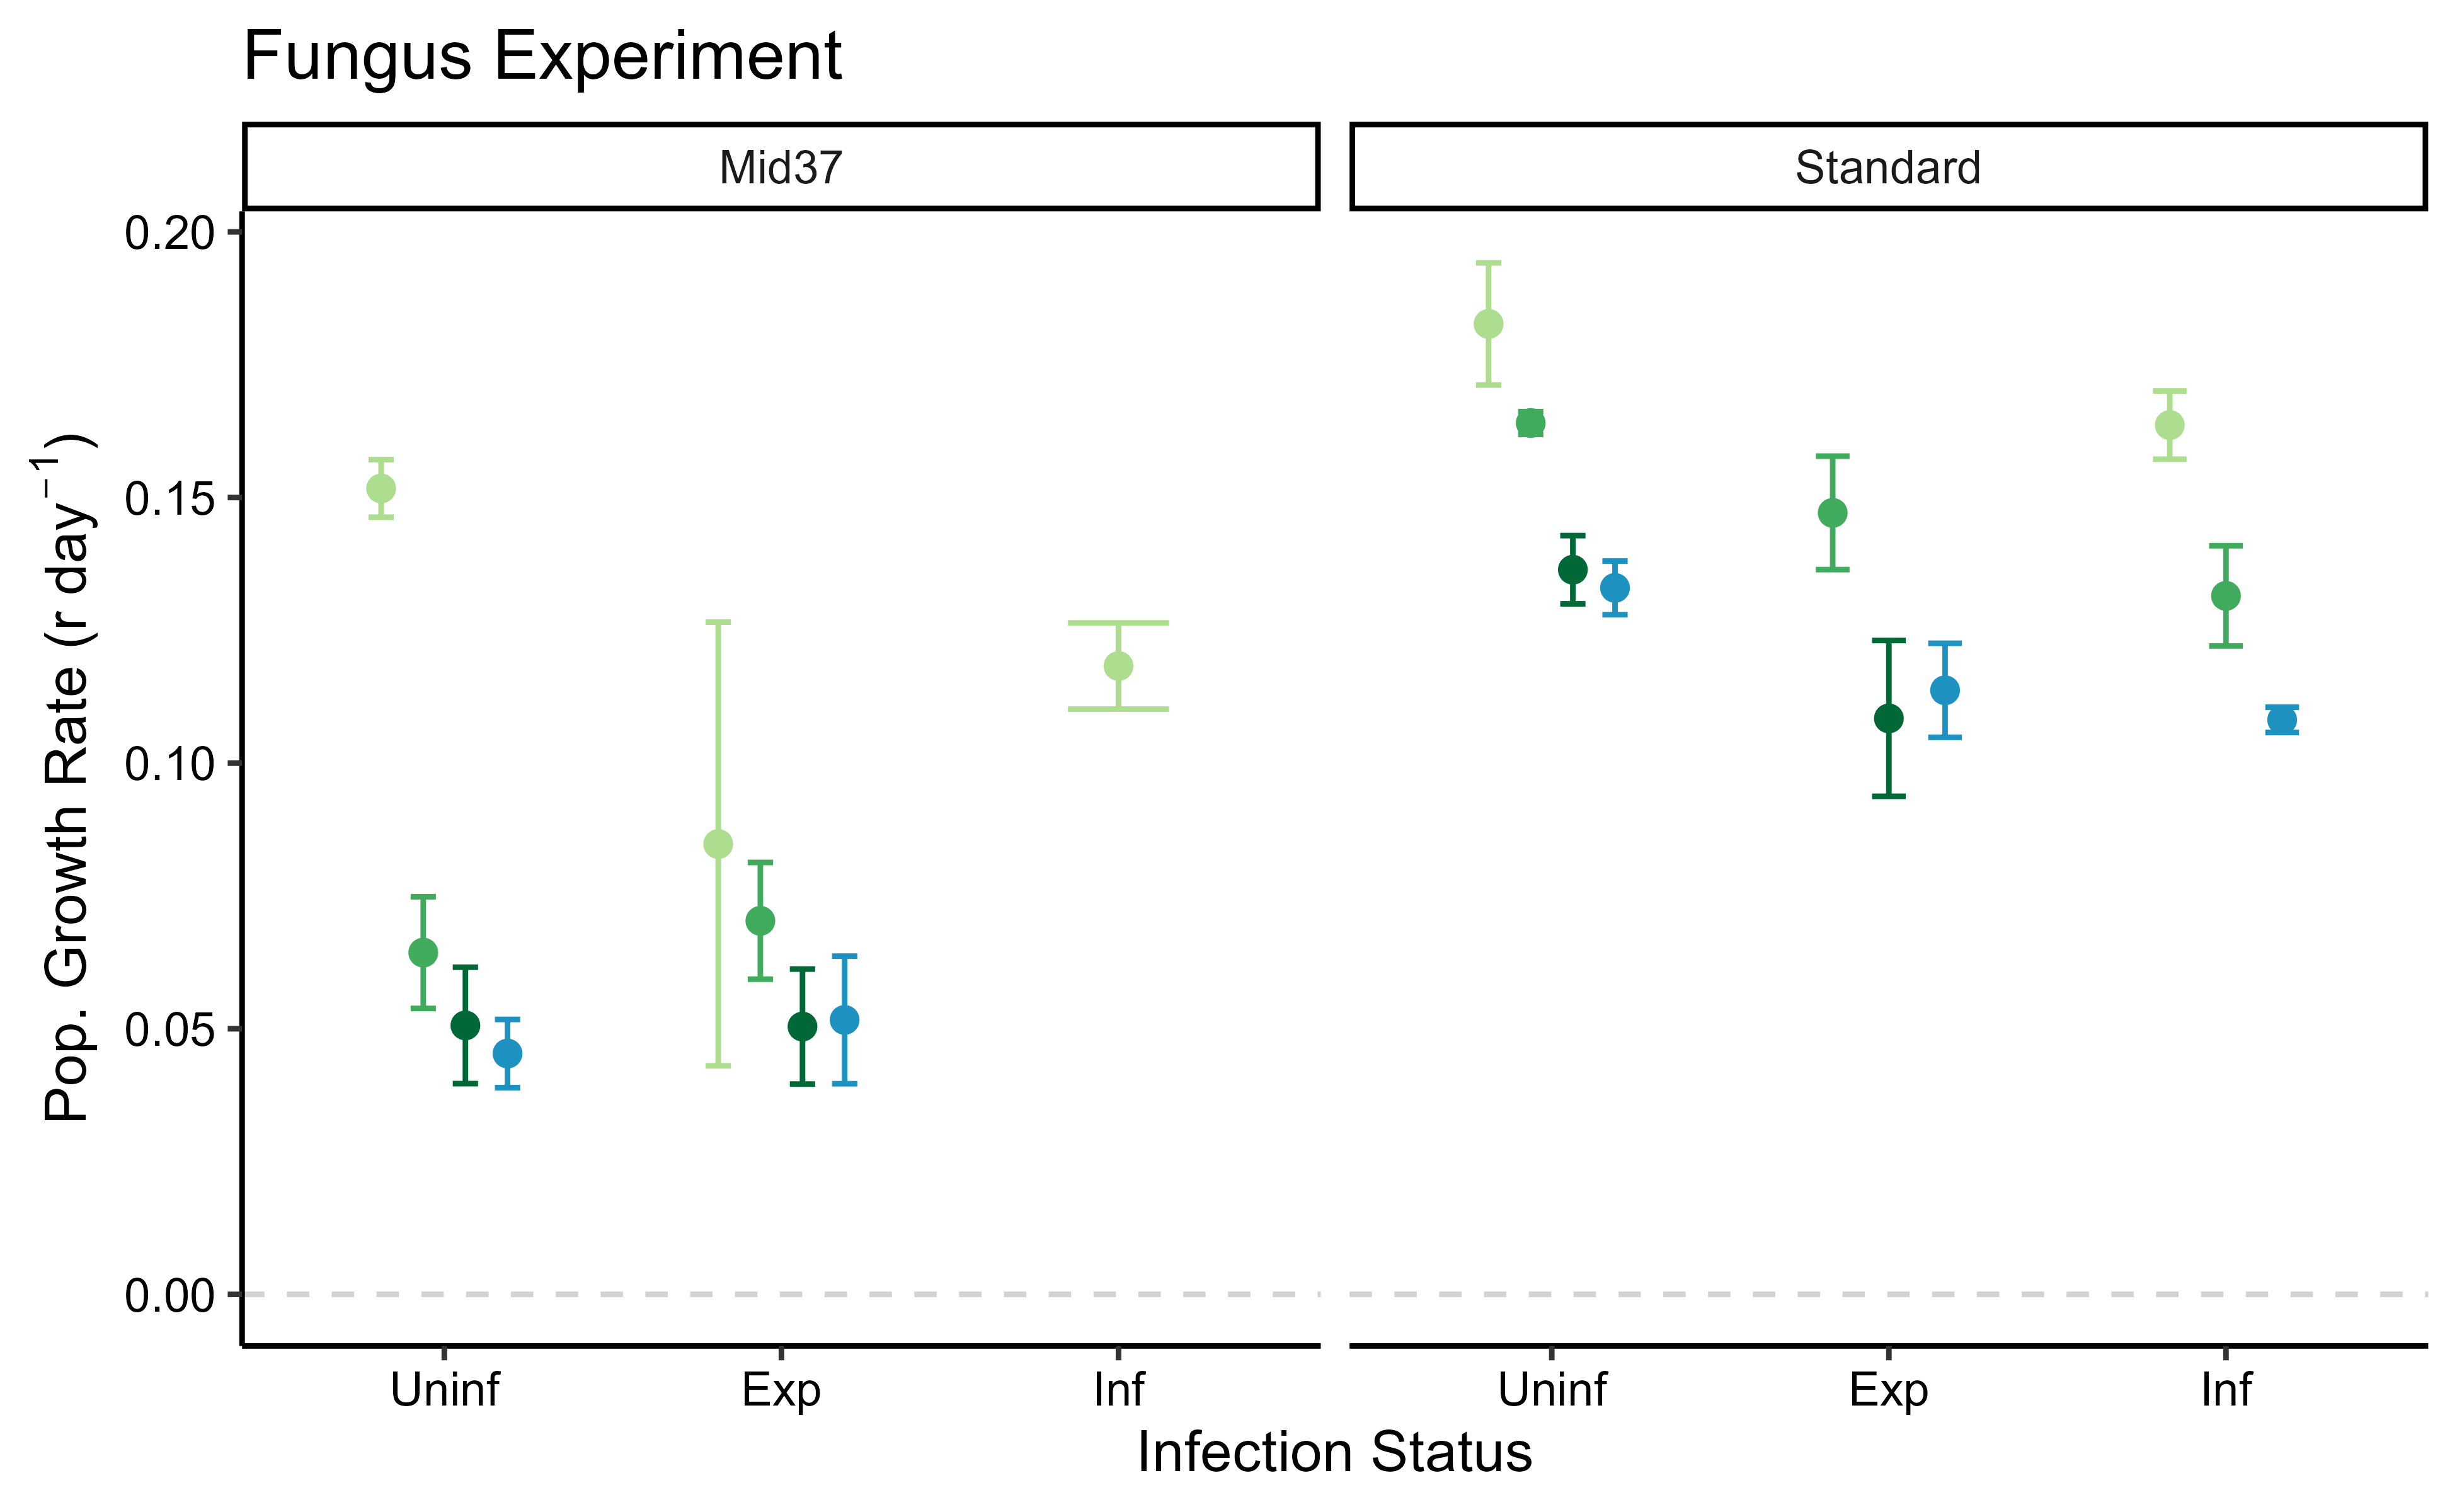 Fungus Experiment
Mid37
Standard
Pop. Growth Rate (r day⁻¹)
0.20
0.15
0.10
0.05
0.00
Uninf
Exp
Inf
Uninf
Exp
Inf
Infection Status